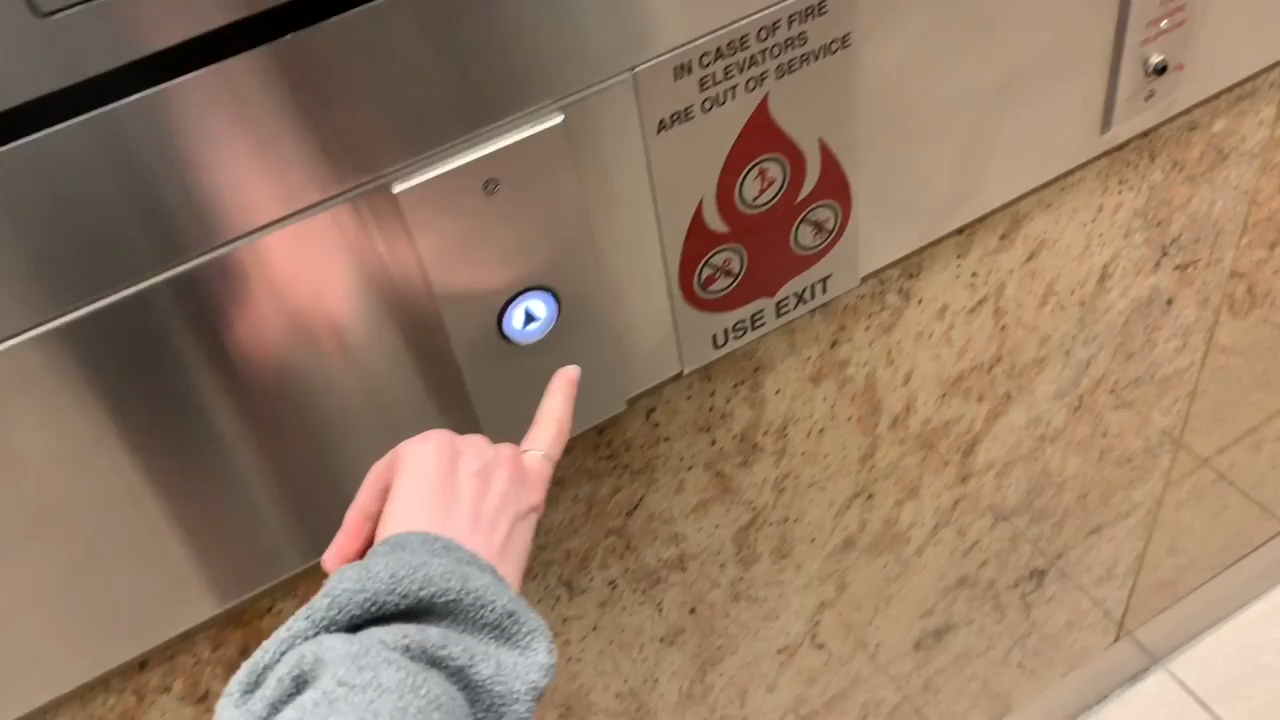 IN CASE OF FIRE
ELEVATORS
ARE OUT OF SERVICE
USE EXIT